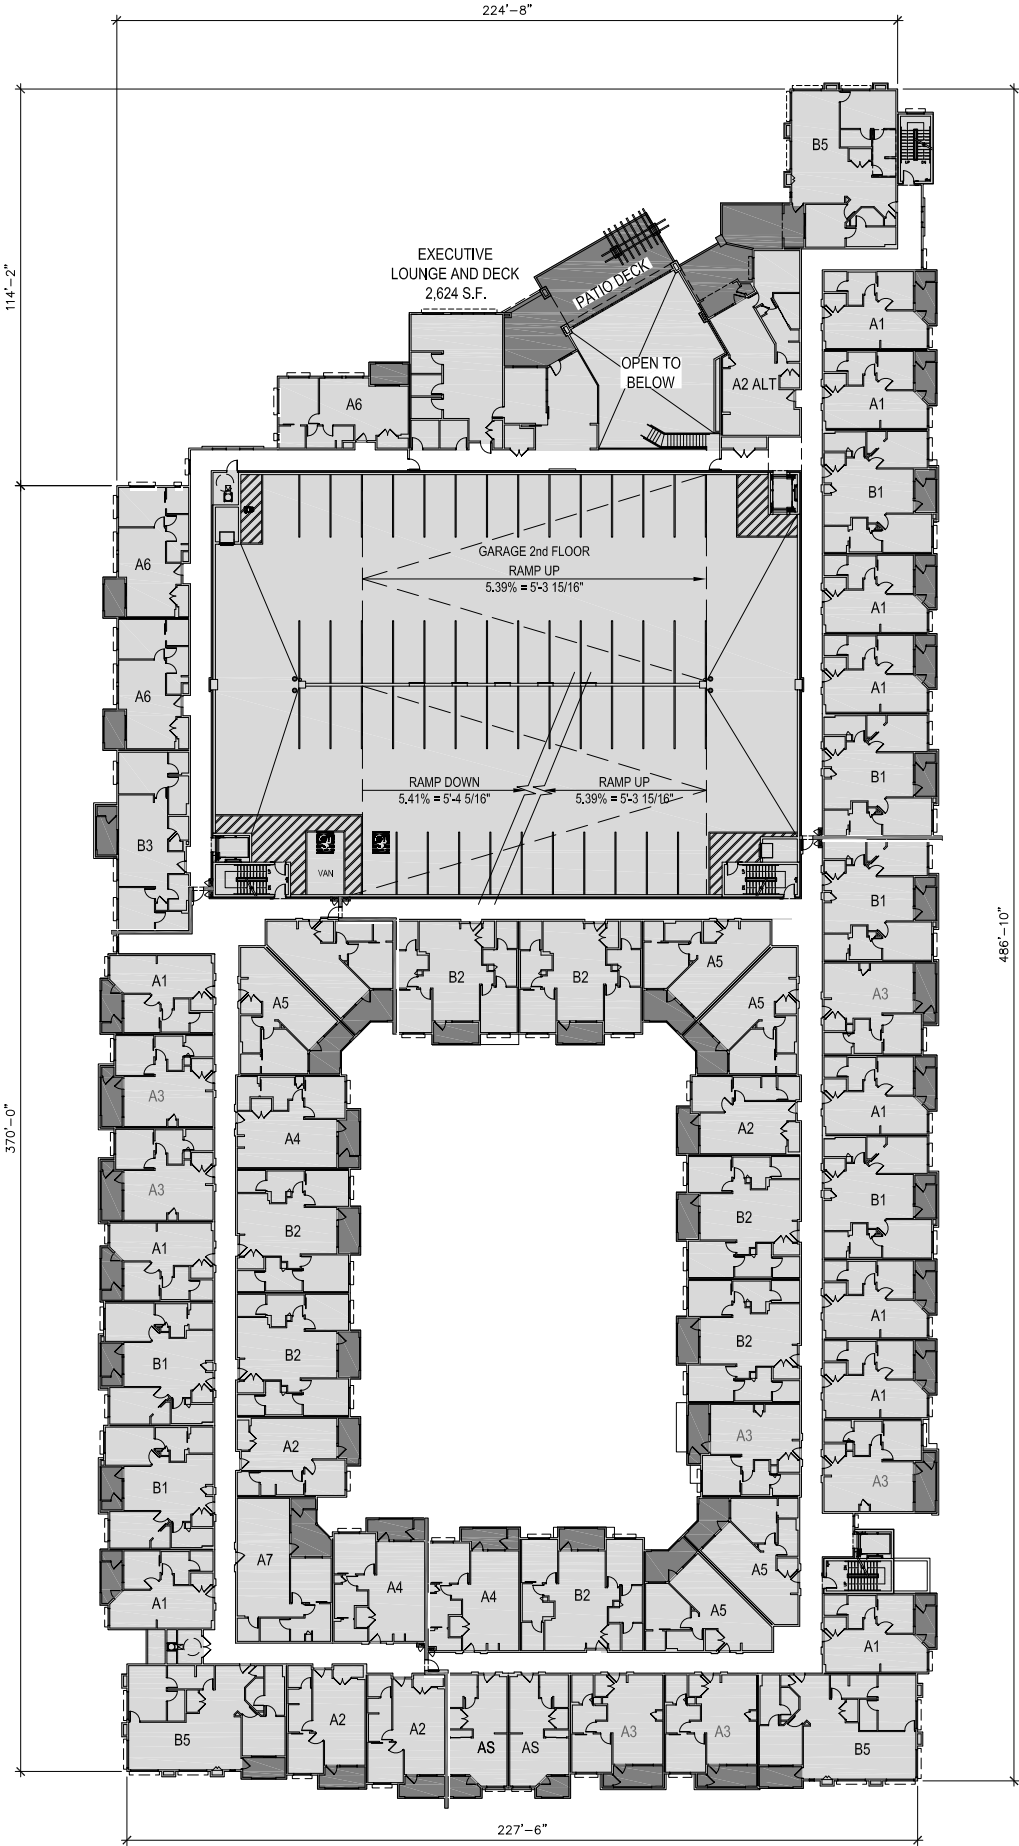 224'-8"
B5
114'-2"
EXECUTIVE
LOUNGE AND DECK
2,624 S.F.
PATIO DECK
A1
OPEN TO
BELOW
A2 ALT
A6
A1
B1
GARAGE 2nd FLOOR
RAMP UP
5.39% = 5'-3 15/16"
A6
A1
A6
A1
B1
RAMP DOWN
5.41% = 5'-4 5/16"
RAMP UP
5.39% = 5'-3 15/16"
B3
VAN
B1
486'-10"
A1
A5
B2
B2
A5
A5
A3
A3
A4
A2
A1
370'-0"
A3
B2
B2
B1
A1
B1
B2
B2
A1
A1
B1
A2
A3
A3
A1
A7
A4
A4
B2
A5
A5
A1
B5
A2
A2
AS
AS
A3
A3
B5
227'-6"